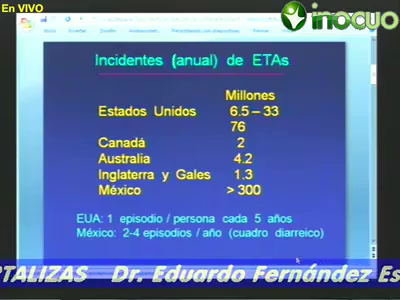 En VIVO
inocuo
Incidentes (anual) de ETAs
Millones
Estados Unidos 6.5 – 33
76
Canadá 2
Australia 4.2
Inglaterra y Gales 1.3
México > 300
EUA: 1 episodio / persona cada 5 años
México: 2-4 episodios / año (cuadro diarreico)
RTALIZAS Dr. Eduardo Fernández Es